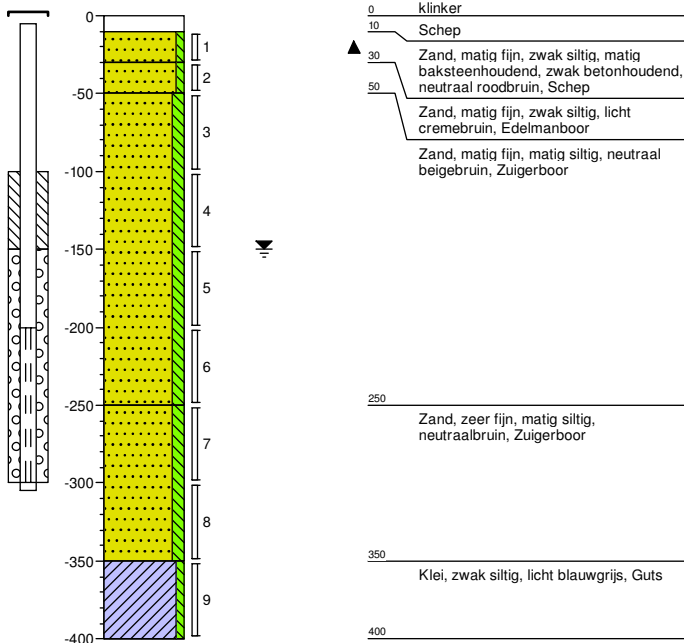 0
-50
-100
-150
-200
-250
-300
-350
-400
1
2
3
4
5
6
7
8
9
0
klinker
10
Schep
30
Zand, matig fijn, zwak siltig, matig
baksteenhoudend, zwak betonhoudend,
neutraal roodbruin, Schep
50
Zand, matig fijn, zwak siltig, licht
cremebruin, Edelmanboor
Zand, matig fijn, matig siltig, neutraal
beigebruin, Zuigerboor
250
Zand, zeer fijn, matig siltig,
neutraalbruin, Zuigerboor
350
Klei, zwak siltig, licht blauwgrijs, Guts
400